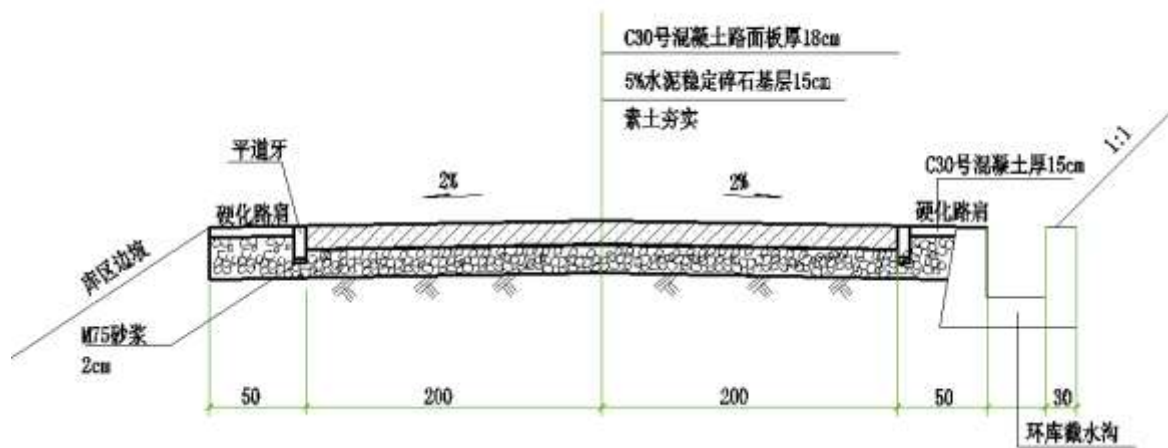 C30号混凝土路面板厚18cm
5%水泥稳定碎石基层15cm
素土夯实
平道牙
2%
2%
C30号混凝土厚15cm
1:1
硬化路肩
硬化路肩
库区边坡
M75砂浆
2cm
50
200
200
50
30
环库截水沟